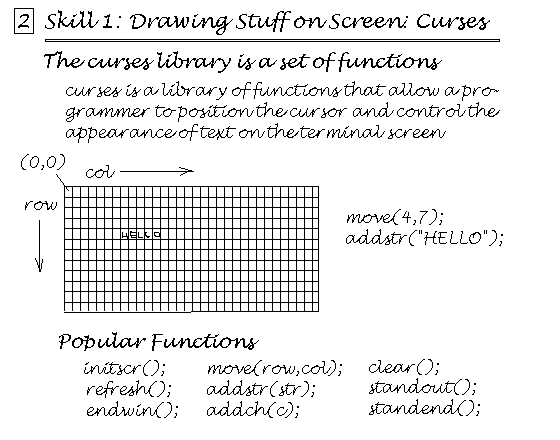 2 Skill 1: Drawing Stuff on Screen: Curses
The curses library is a set of functions
curses is a library of functions that allow a pro-
grammer to position the cursor and control the
appearance of text on the terminal screen
(0,0)
col
row
HELLO
move(4,7);
addstr("HELLO");
Popular Functions
initscr(); move(row,col); clear();
refresh(); addstr(str); standout();
endwin(); addch(c); standend();